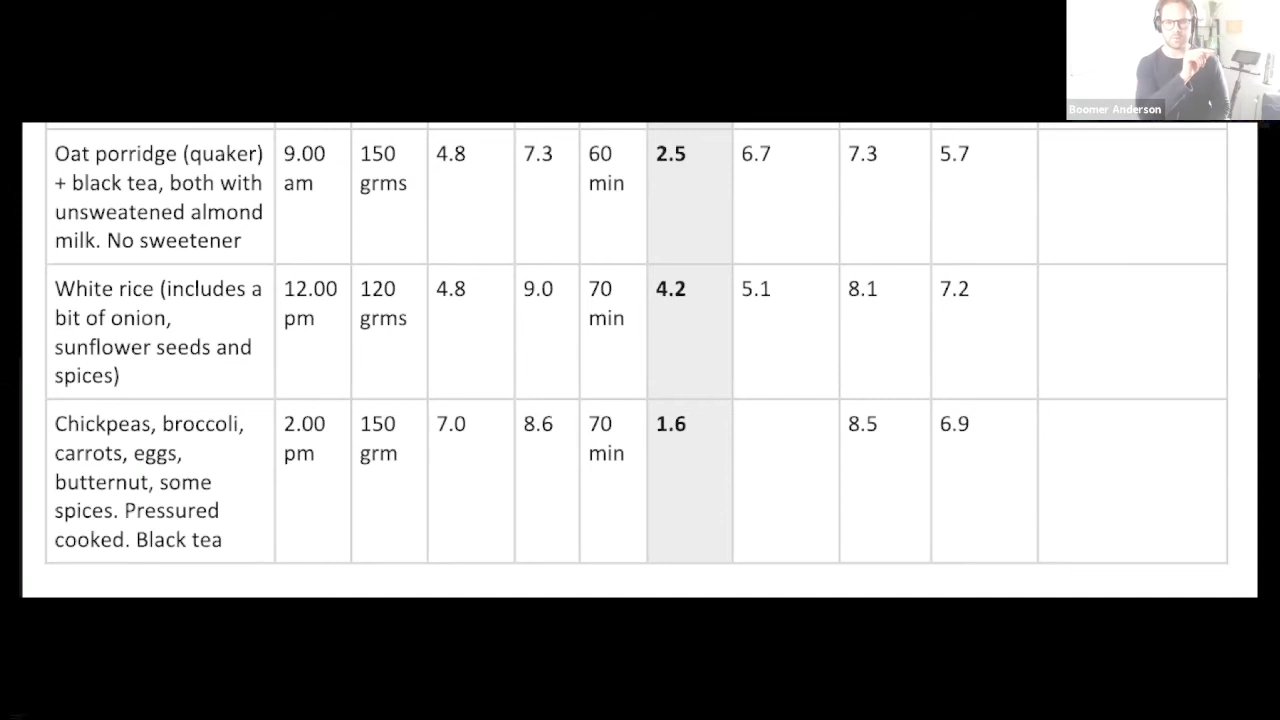 Boomer Anderson
Oat porridge (quaker) 9.00 150 4.8 7.3 60 2.5 6.7 7.3 5.7
+ black tea, both with am grms min
unsweatened almond
milk. No sweetener
White rice (includes a 12.00 120 4.8 9.0 70 4.2 5.1 8.1 7.2
bit of onion, pm grms min
sunflower seeds and
spices)
Chickpeas, broccoli, 2.00 150 7.0 8.6 70 1.6 8.5 6.9
carrots, eggs, pm grm min
butternut, some
spices. Pressured
cooked. Black tea